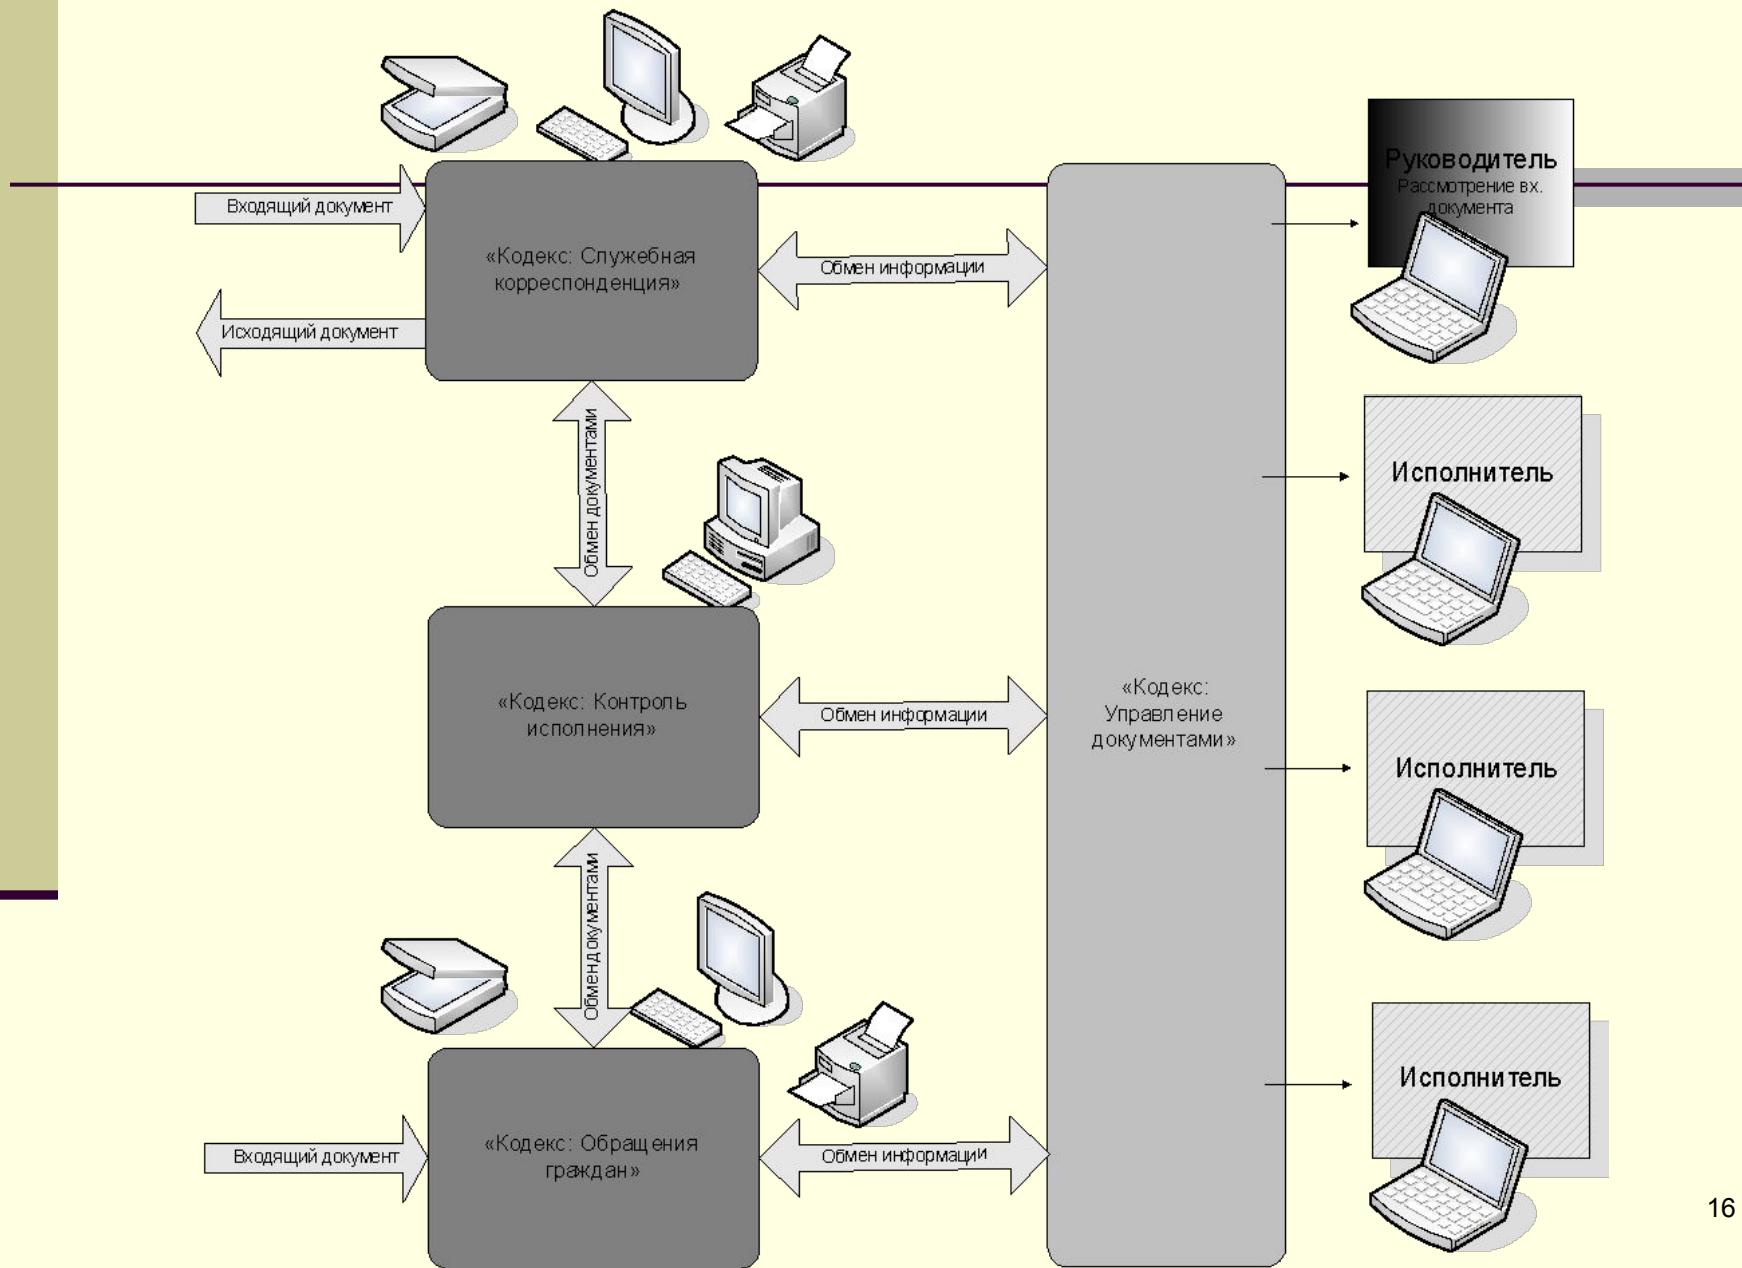 Руководитель
Рассмотрение вх.
документа
Входящий документ
«Кодекс: Служебная
корреспонденция»
Обмен информации
Исходящий документ
Обмен документами
Исполнитель
«Кодекс: Контроль
исполнения»
Обмен информации
«Кодекс:
Управление
документами»
Исполнитель
Обмен документами
Исполнитель
Входящий документ
«Кодекс: Обращения
граждан»
Обмен информации
16